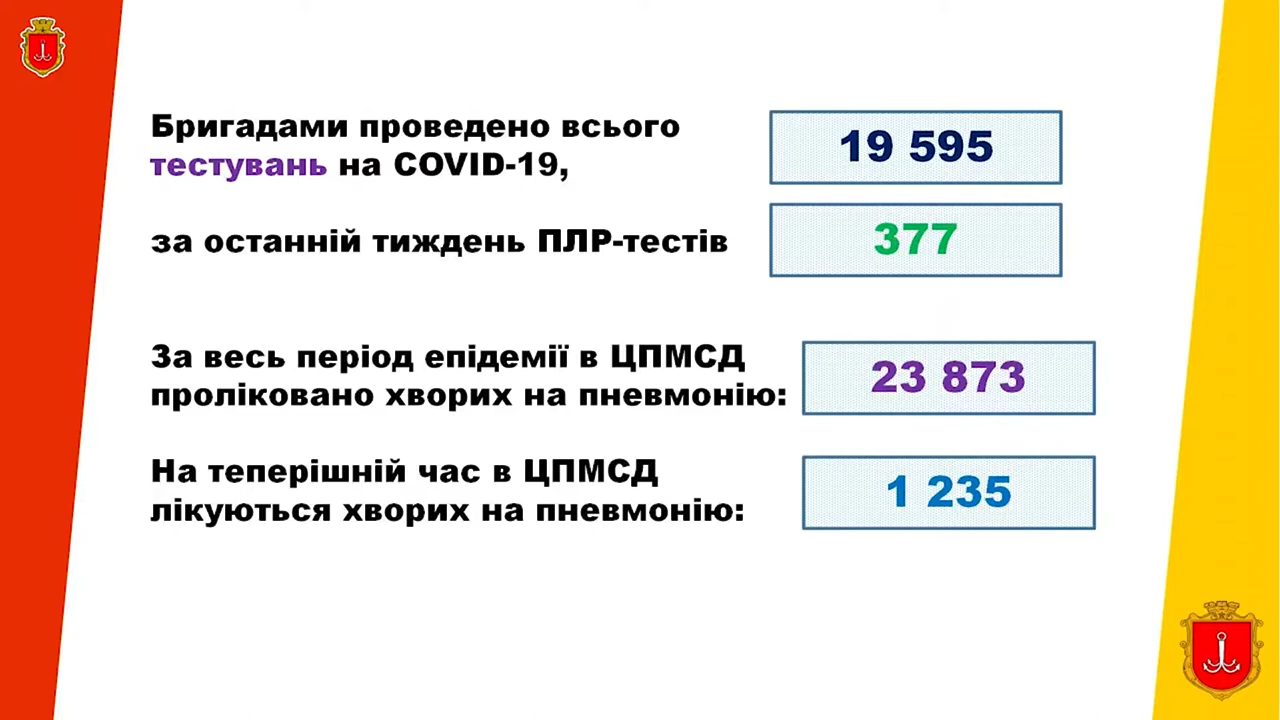 Бригадами проведено всього
19 595
тестувань на COVID-19,
за останній тиждень ПЛР-тестів
377
За весь період епідемії в ЦПМСД
23 873
проліковано хворих на пневмонію:
На теперішній час в ЦПМСД
1 235
лікуються хворих на пневмонію: